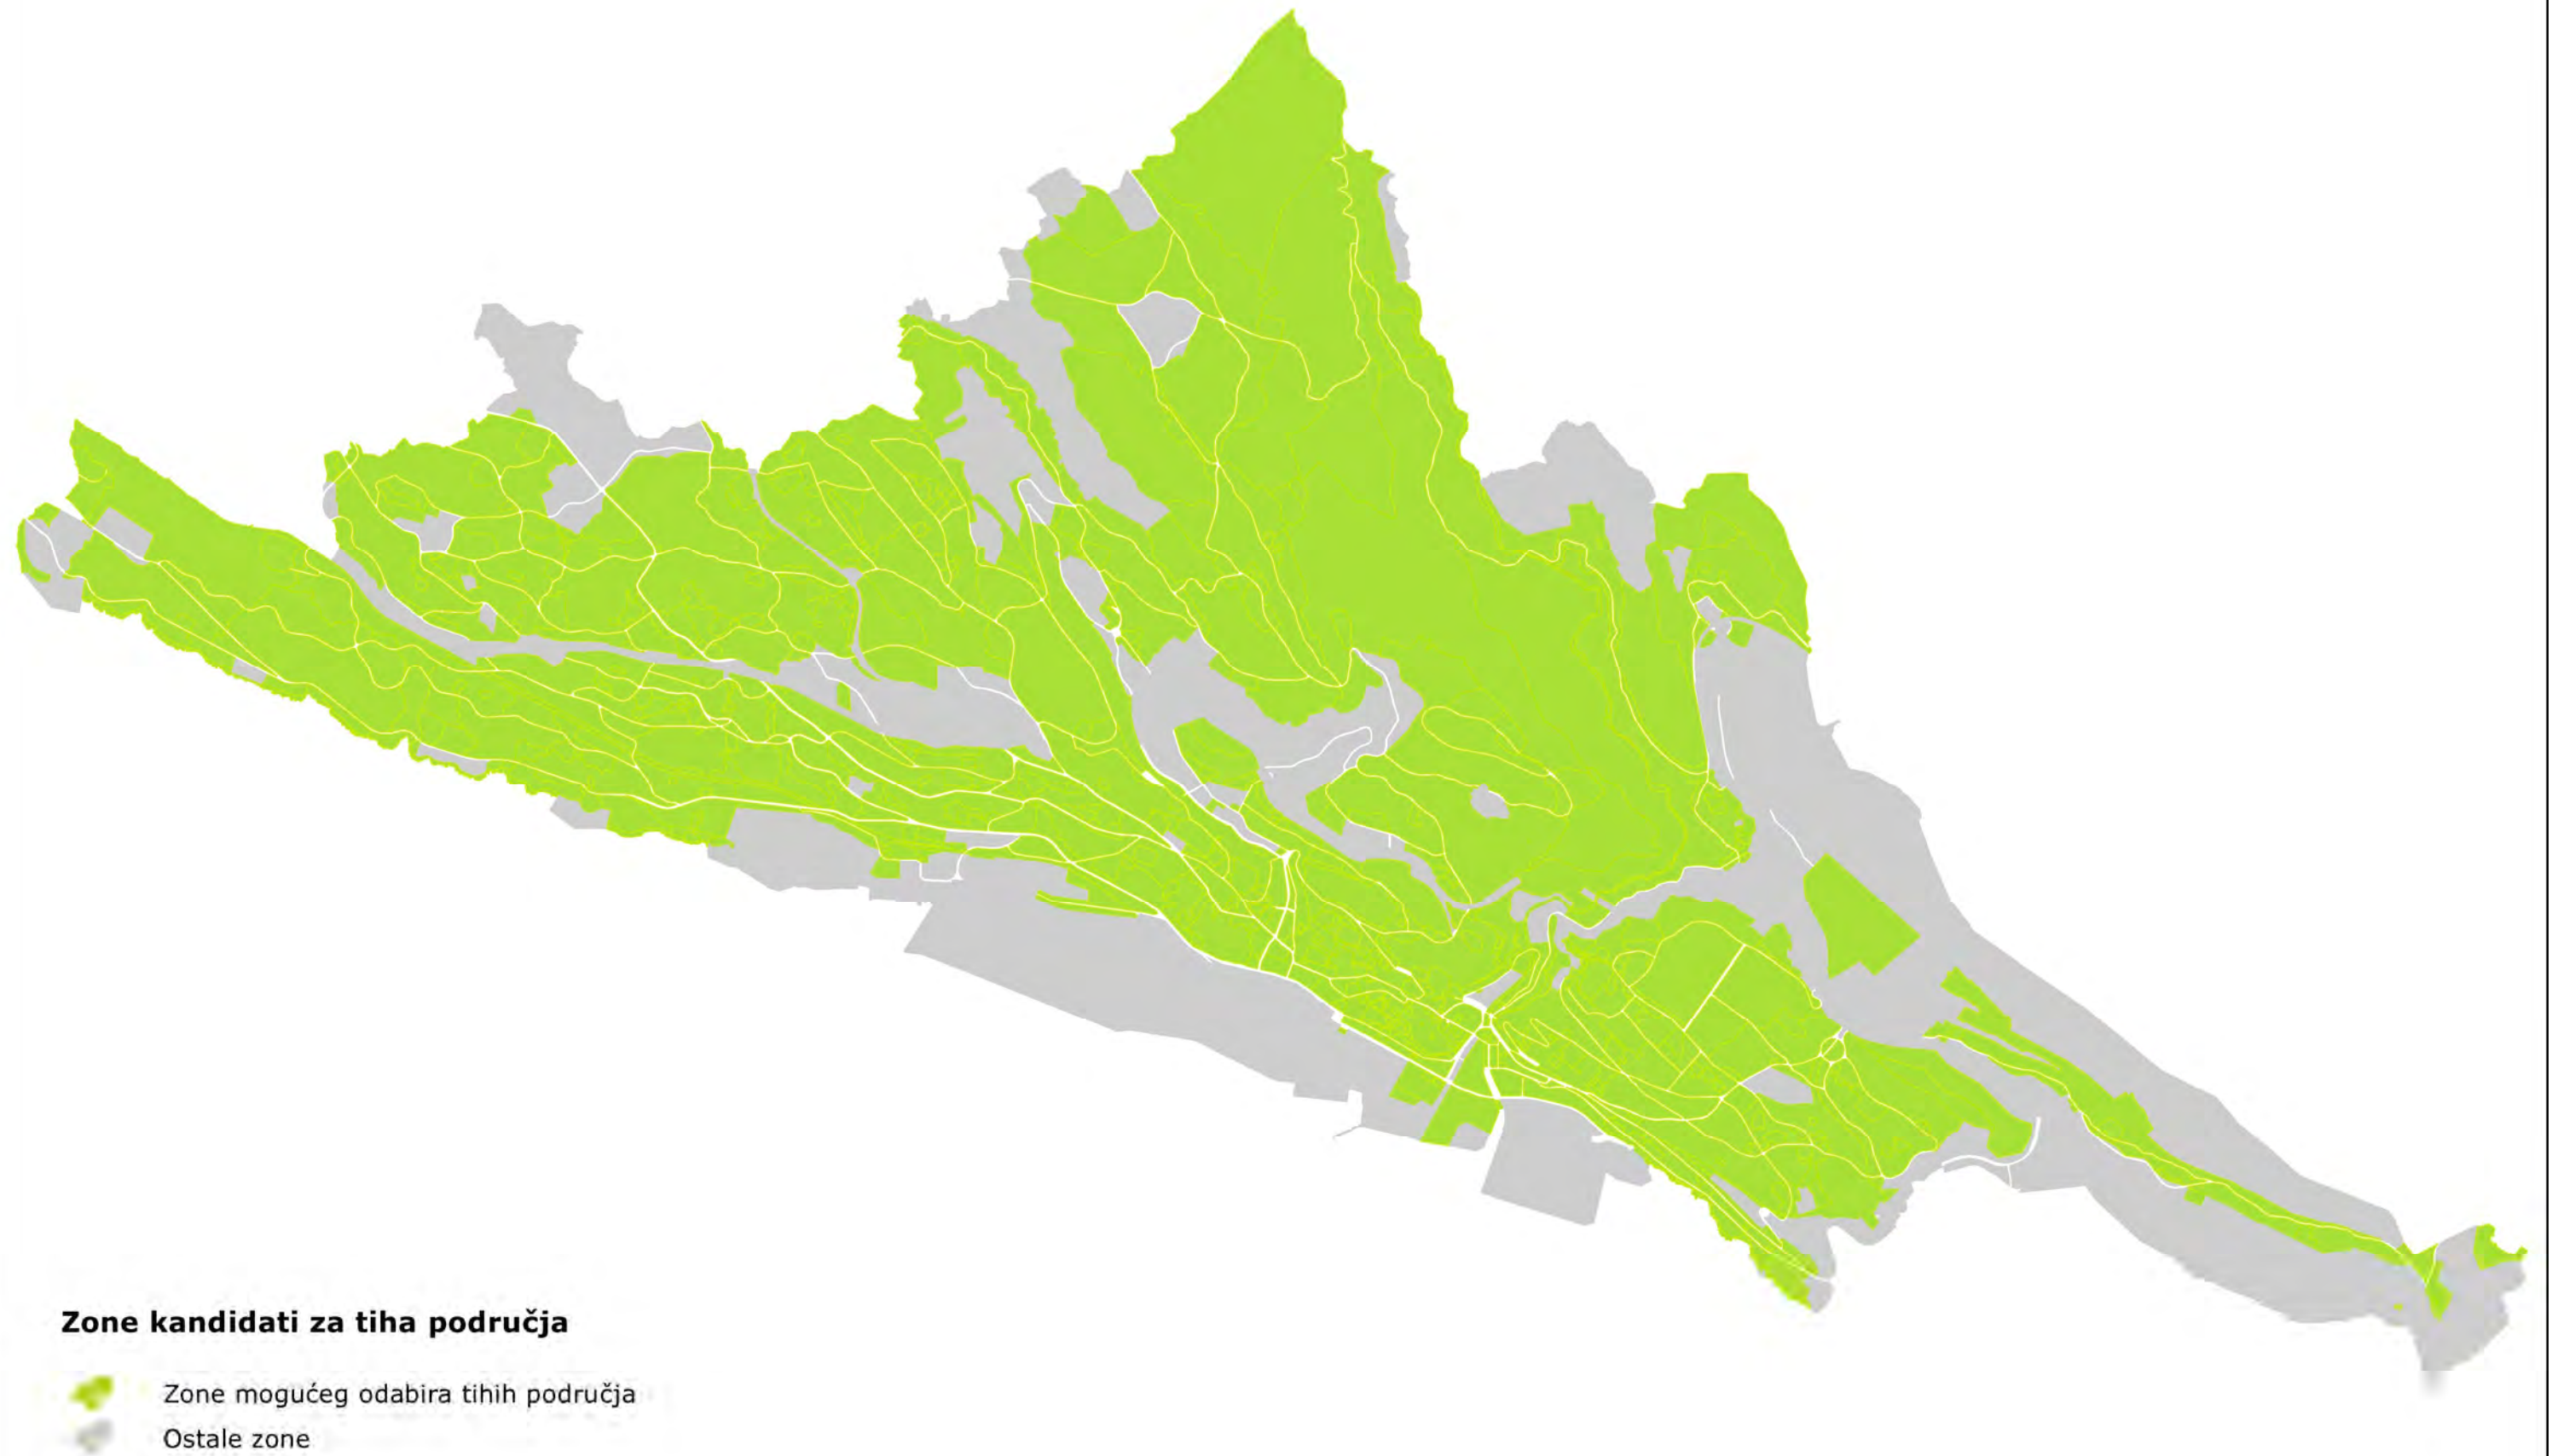 Zone kandidati za tiha područja
Zone mogućeg odabira tihih područja
Ostale zone